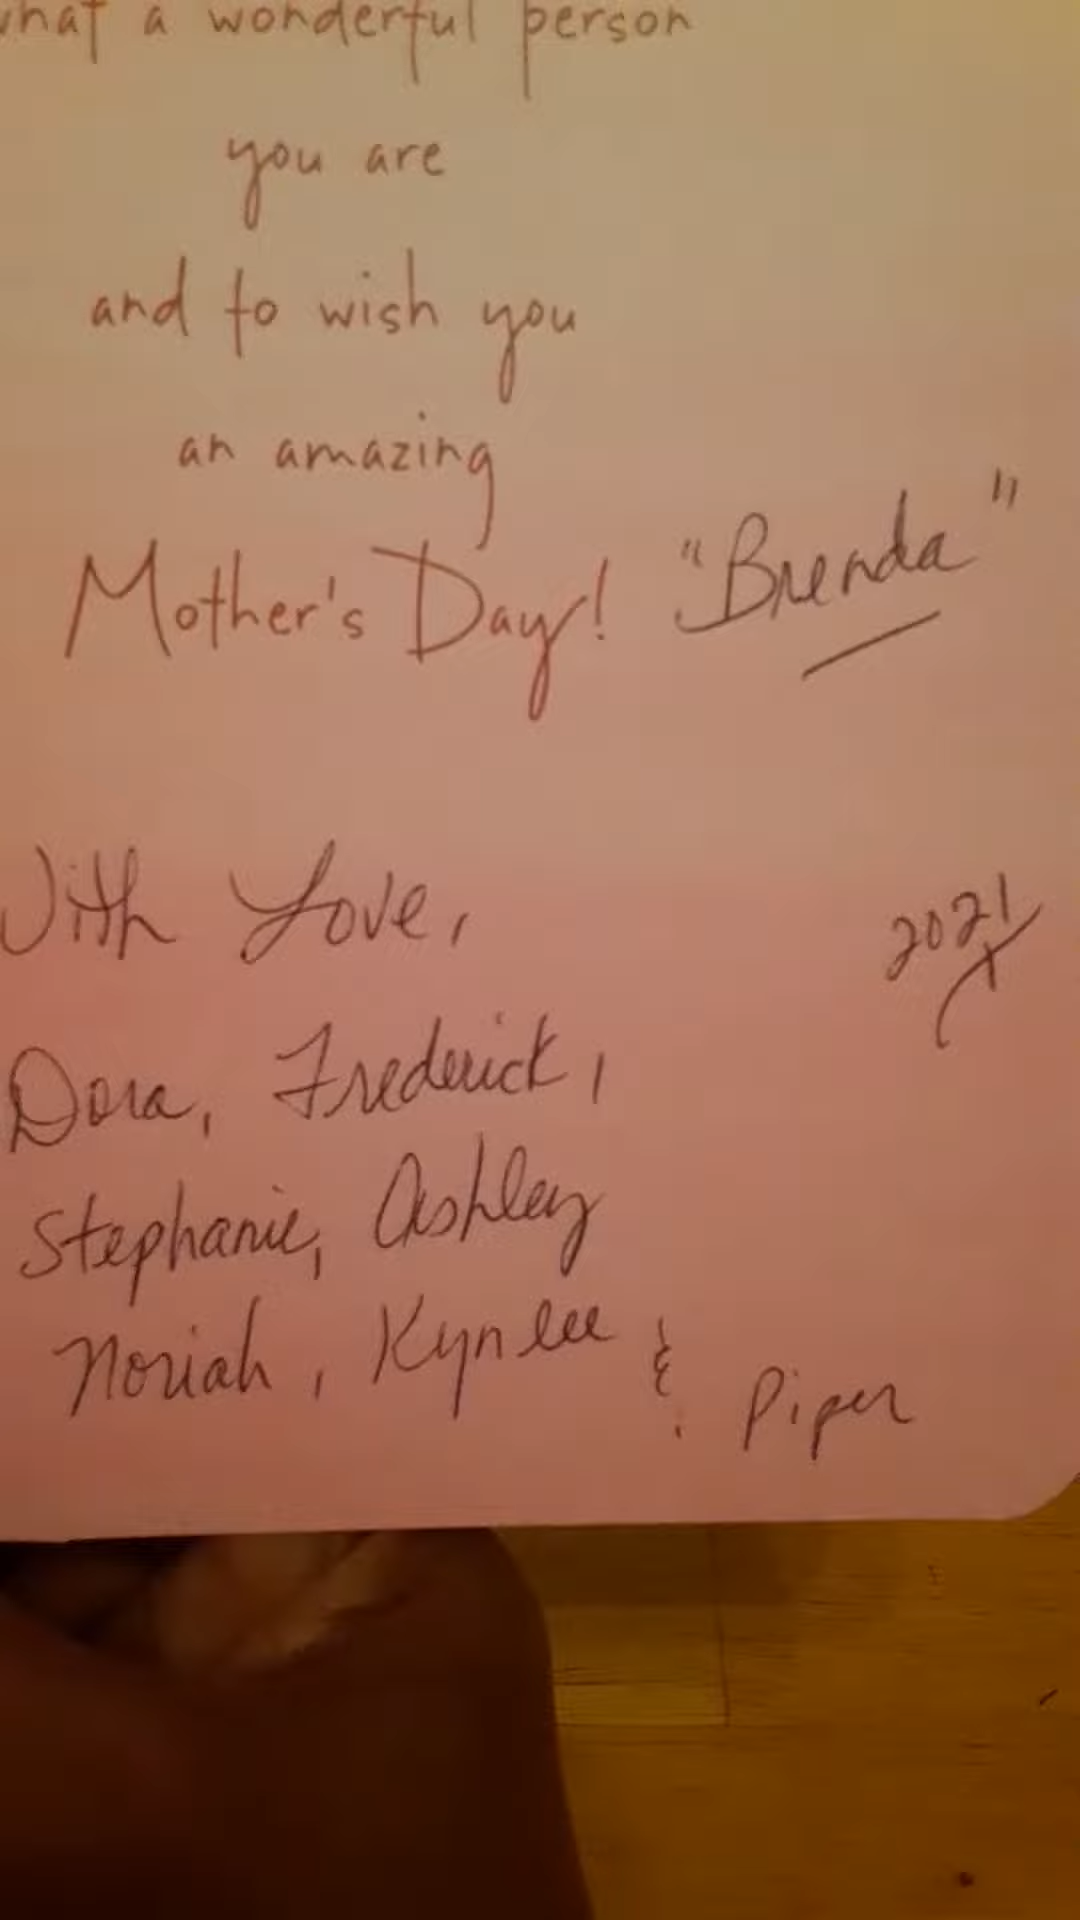 what a wonderful person
you are
and to wish you
an amazing
Mother's Day! "Brenda"
With Love,
2021
Dora, Frederick,
Stephanie, Ashley
Noriah, Kynlee & Piper